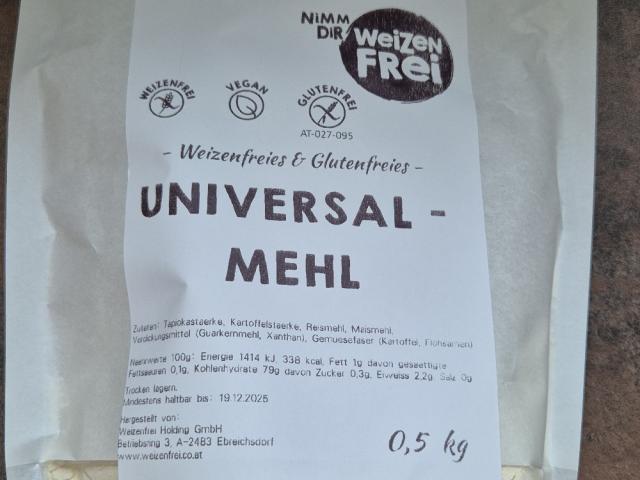 NiMM
DiR
WeiZEN
FRei
WEIZENFREI
VEGAN
GLUTENFREI
AT-027-095
- Weizenfreies & Glutenfreies -
UNIVERSAL -
MEHL
Zutaten: Tapiokastaerke, Kartoffelstaerke, Reismehl, Maismehl,
Verdickungsmittel (Guarkernmehl, Xanthan), Gemuesefaser (Kartoffel, Flohsamen)
Naehrwerte 100g: Energie 1414 kJ, 338 kcal, Fett 1g davon gesaettigte
Fettsaeuren 0,1g, Kohlenhydrate 79g davon Zucker 0,3g, Eiweiss 2,2g, Salz 0g
Trocken lagern.
Mindestens haltbar bis: 19.12.2025
Hergestellt von:
Weizenfrei Holding GmbH
Betriebsring 3, A-2483 Ebreichsdorf
www.weizenfrei.co.at
0,5 kg